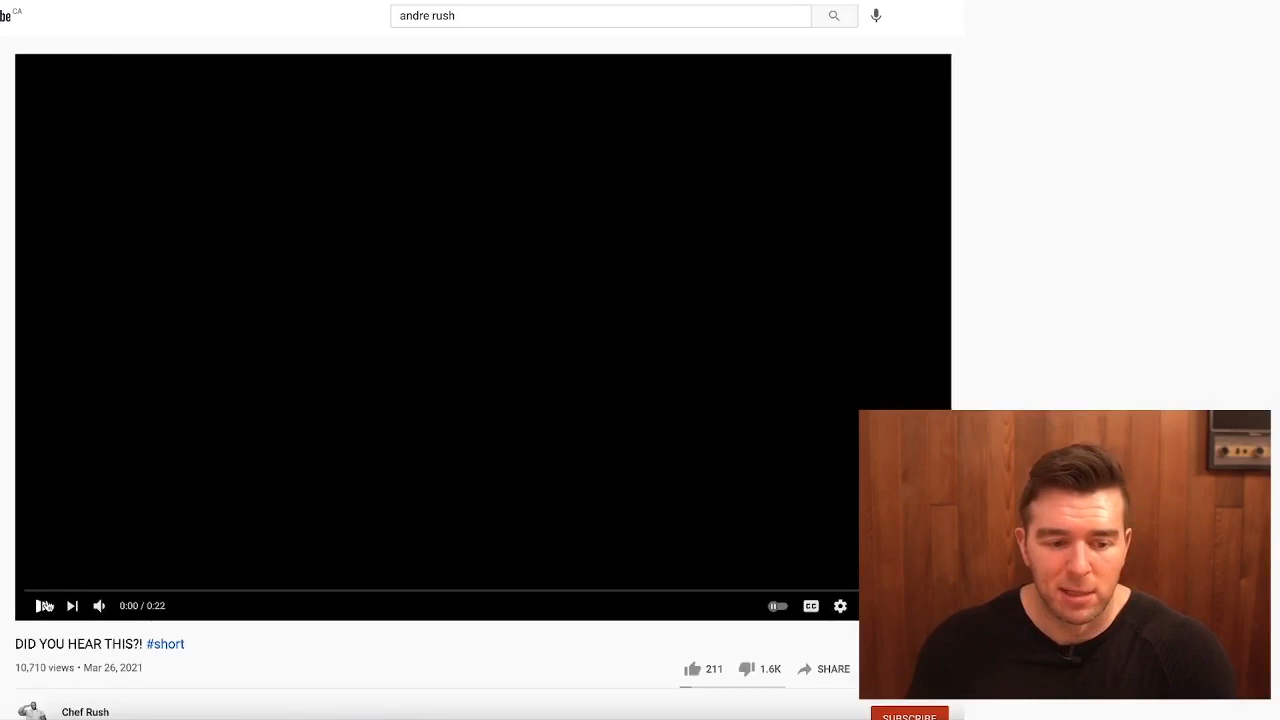 be CA
andre rush
0:00 / 0:22
CC
DID YOU HEAR THIS?! #short
10,710 views • Mar 26, 2021
211
1.6K
SHARE
Chef Rush
SUBSCRIBE